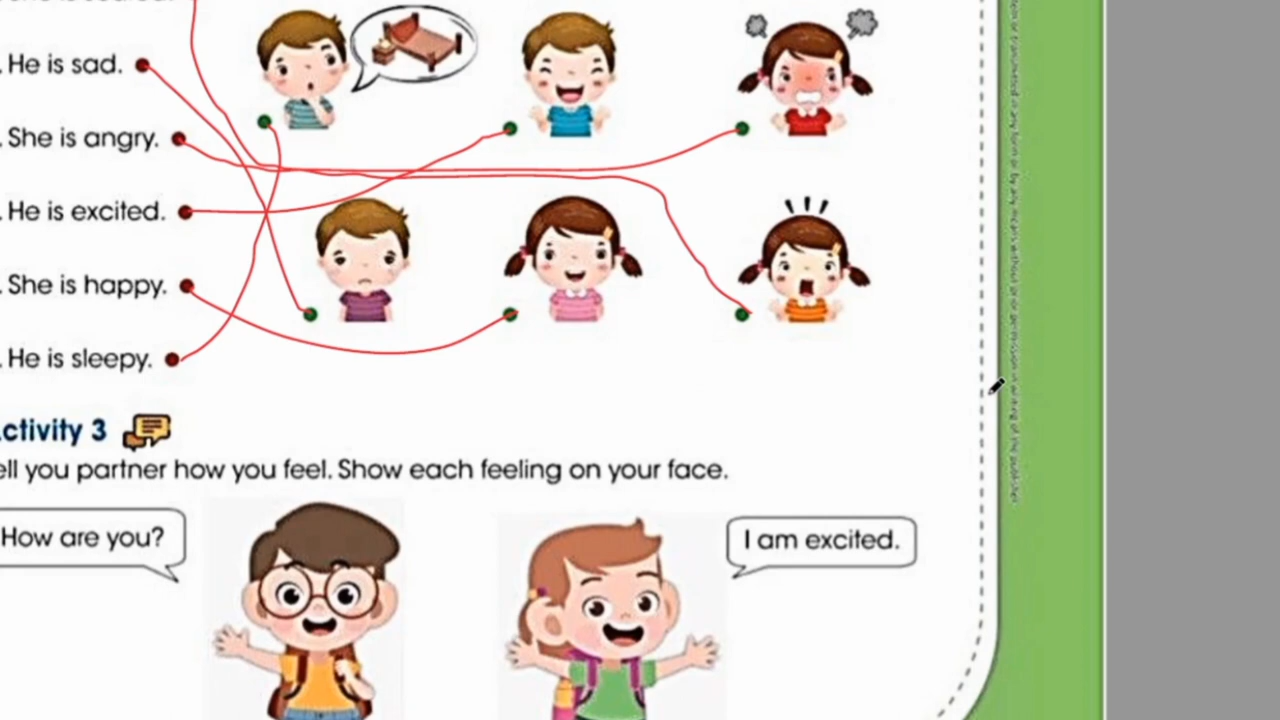 . He is sad.
. She is angry.
. He is excited.
. She is happy.
. He is sleepy.
ctivity 3
ell you partner how you feel. Show each feeling on your face.
How are you?
I am excited.